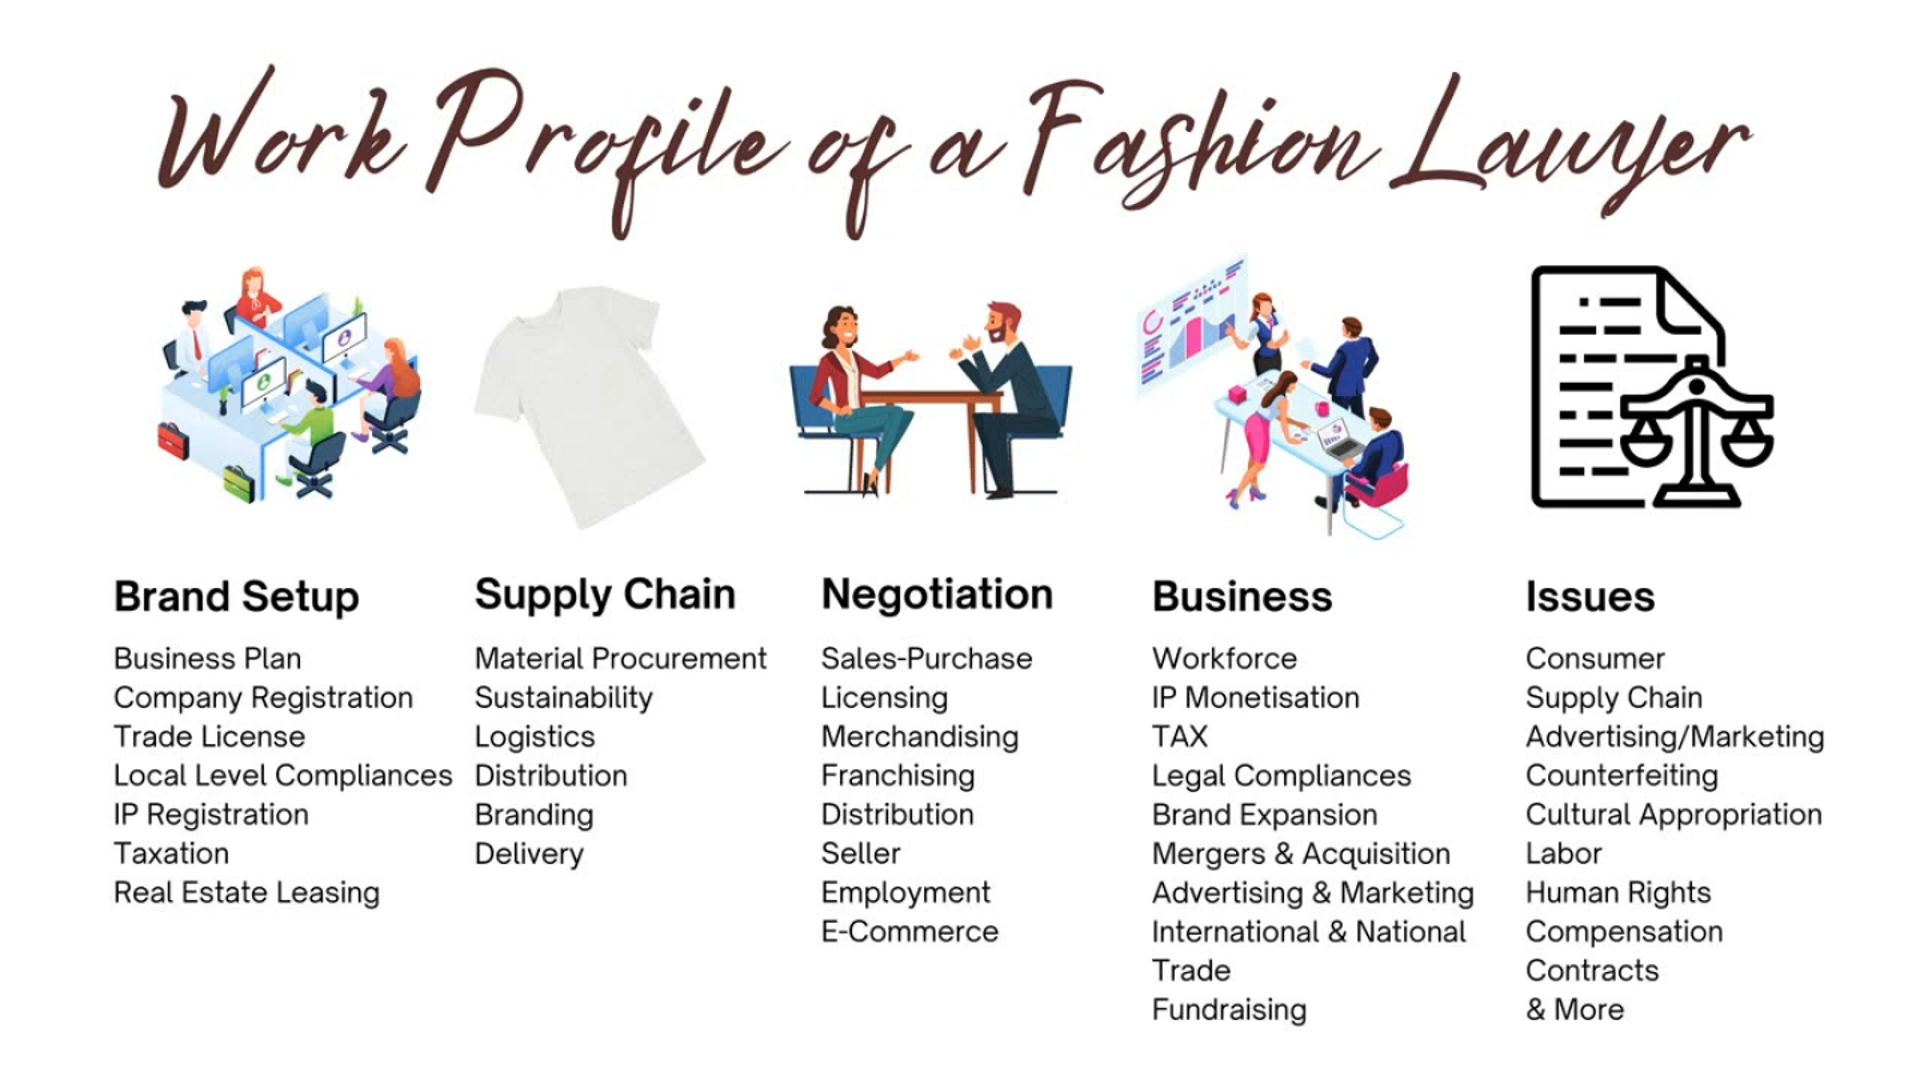 Work Profile of a Fashion Lawyer
Brand Setup
Business Plan
Company Registration
Trade License
Local Level Compliances
IP Registration
Taxation
Real Estate Leasing
Supply Chain
Material Procurement
Sustainability
Logistics
Distribution
Branding
Delivery
Negotiation
Sales-Purchase
Licensing
Merchandising
Franchising
Distribution
Seller
Employment
E-Commerce
Business
Workforce
IP Monetisation
TAX
Legal Compliances
Brand Expansion
Mergers & Acquisition
Advertising & Marketing
International & National
Trade
Fundraising
Issues
Consumer
Supply Chain
Advertising/Marketing
Counterfeiting
Cultural Appropriation
Labor
Human Rights
Compensation
Contracts
& More